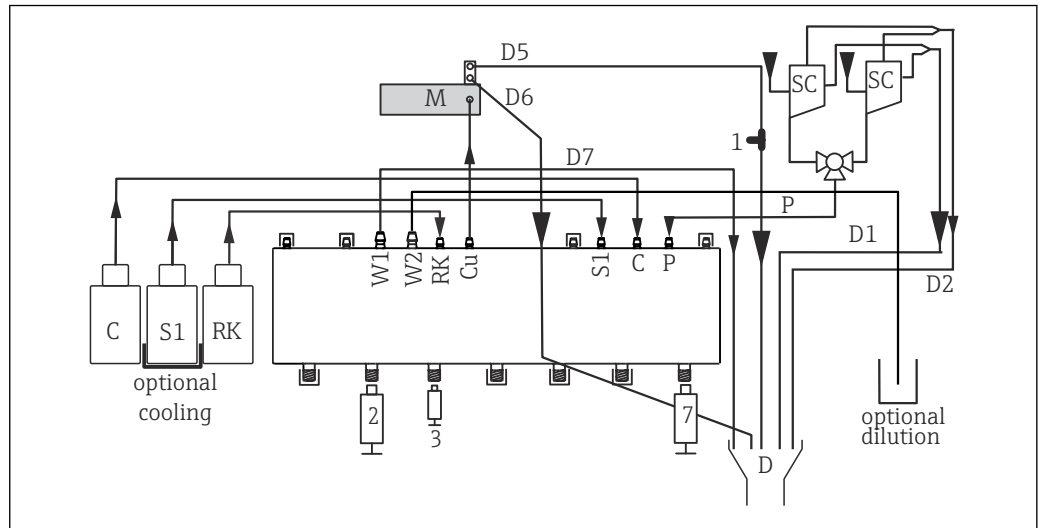 D5
SC
SC
M
D6
1
D7
P
D1
W1
W2
RK
Cu
S1
C
P
D2
C
S1
RK
optional
cooling
2
3
7
optional
dilution
D